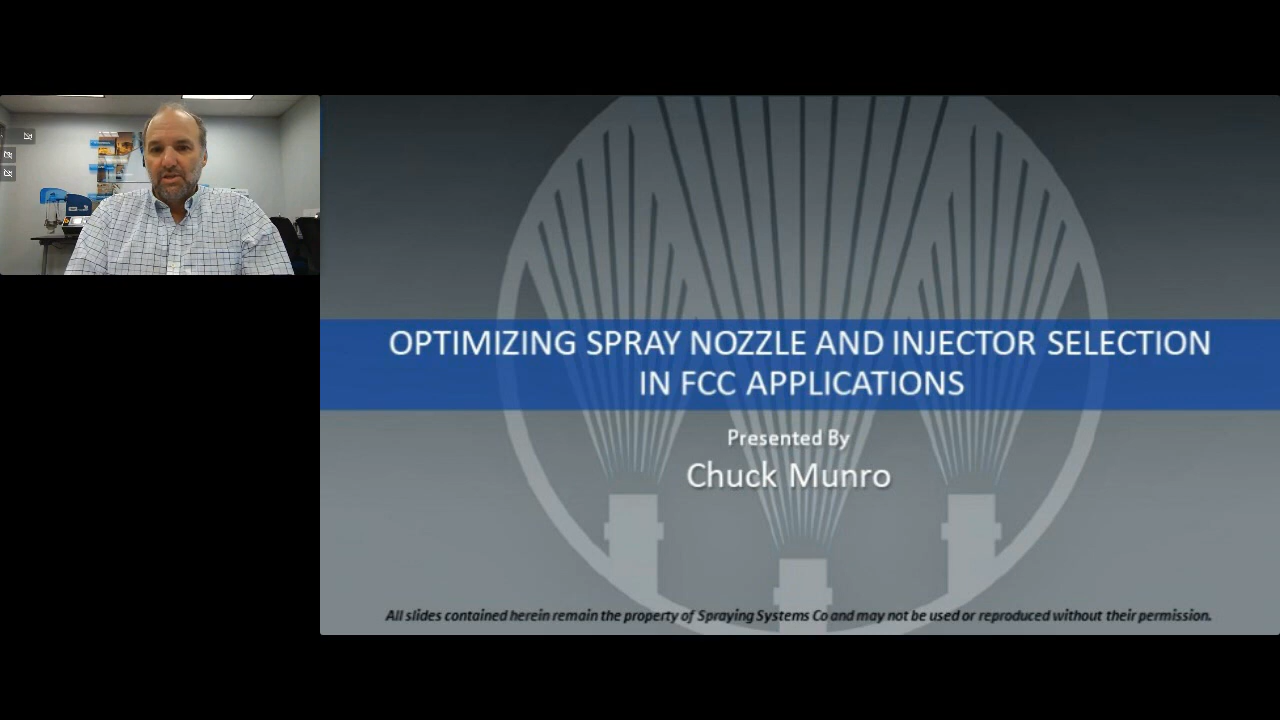 OPTIMIZING SPRAY NOZZLE AND INJECTOR SELECTION
IN FCC APPLICATIONS
Presented By
Chuck Munro
All slides contained herein remain the property of Spraying Systems Co and may not be used or reproduced without their permission.